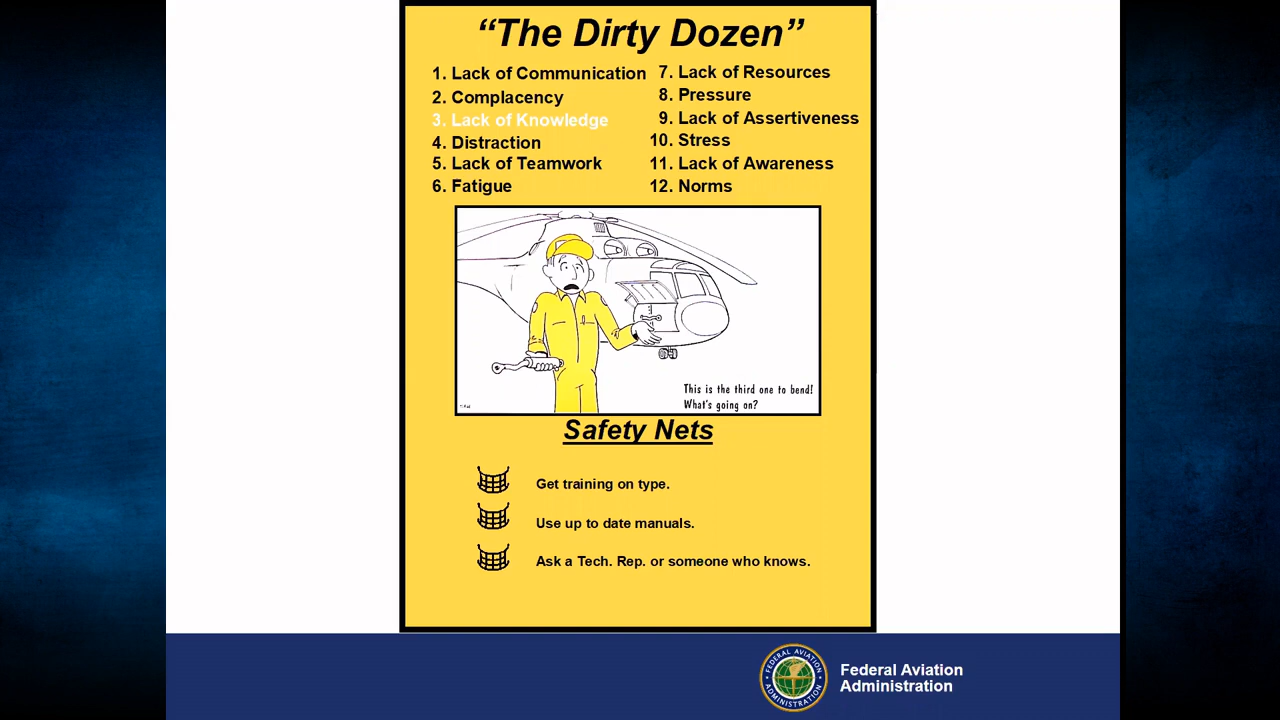 “The Dirty Dozen”
1. Lack of Communication
2. Complacency
3. Lack of Knowledge
4. Distraction
5. Lack of Teamwork
6. Fatigue
7. Lack of Resources
8. Pressure
9. Lack of Assertiveness
10. Stress
11. Lack of Awareness
12. Norms
This is the third one to bend!
What's going on?
Safety Nets
Get training on type.
Use up to date manuals.
Ask a Tech. Rep. or someone who knows.
FEDERAL AVIATION
ADMINISTRATION
Federal Aviation
Administration